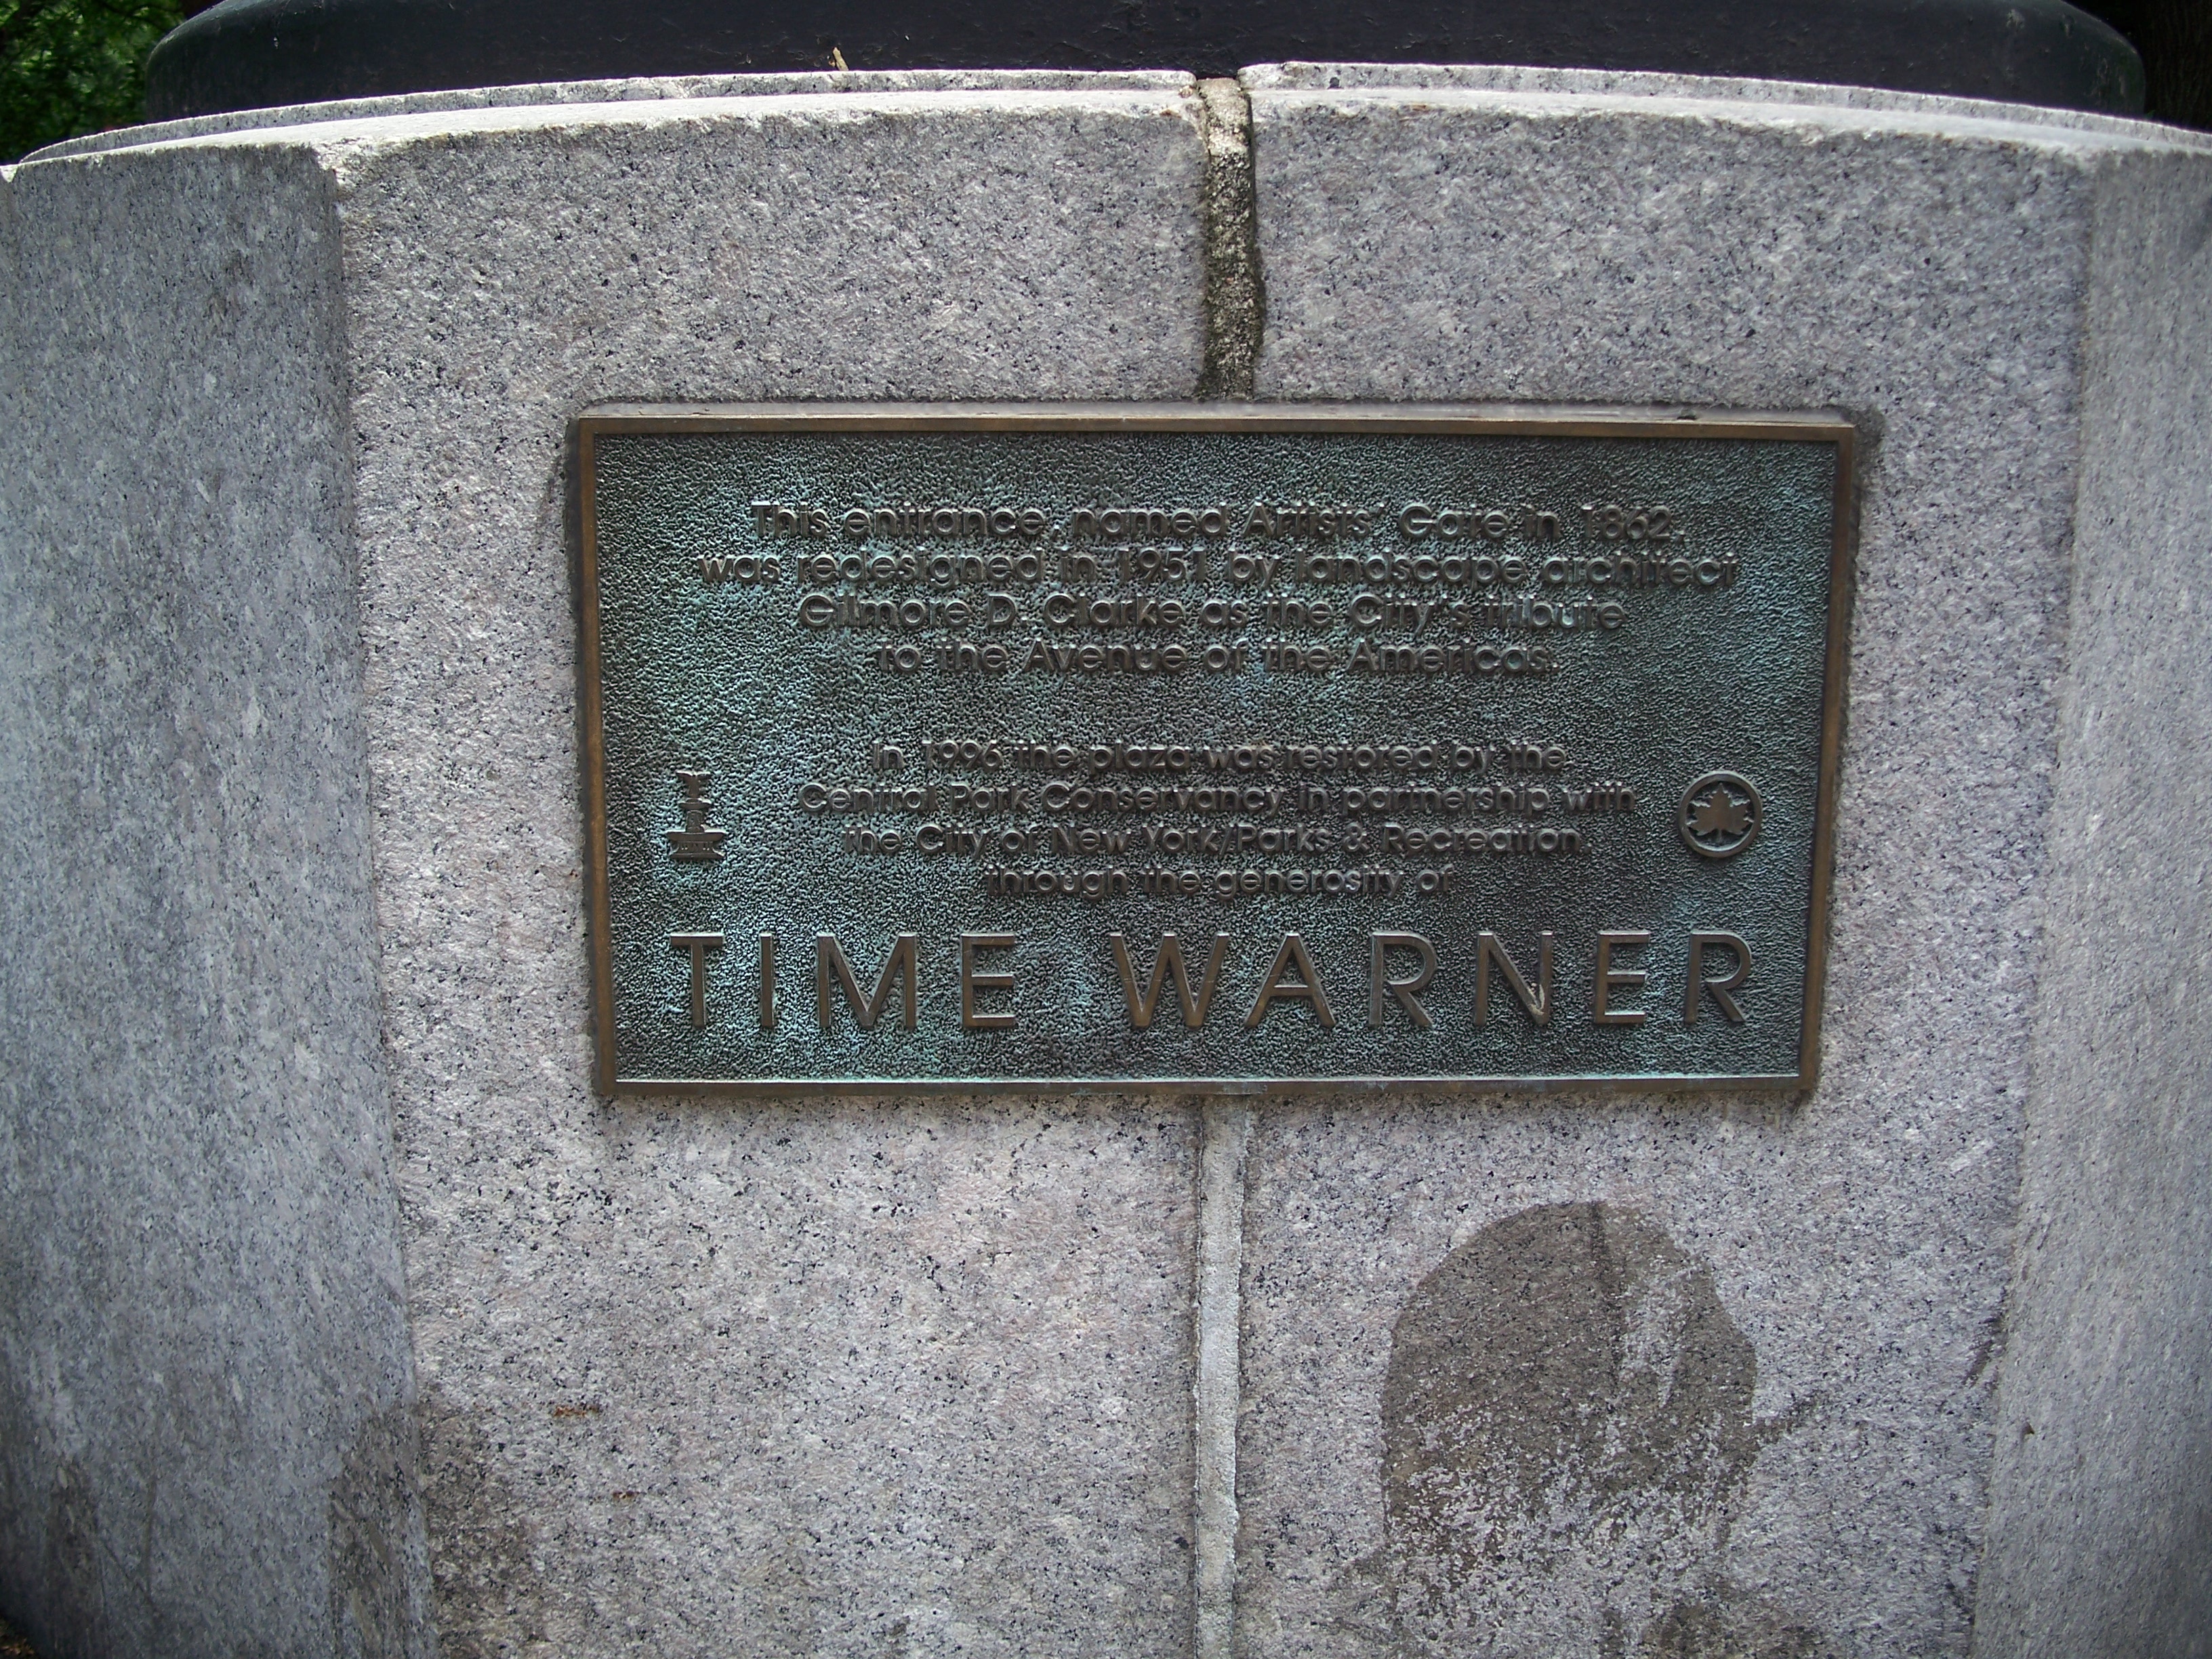 This entrance, named Artists' Gate in 1862,
was redesigned in 1951 by landscape architect
Gilmore D. Clarke as the City's tribute
to the Avenue of the Americas.
In 1996 the plaza was restored by the
Central Park Conservancy in partnership with
the City of New York/Parks & Recreation
through the generosity of
TIME WARNER